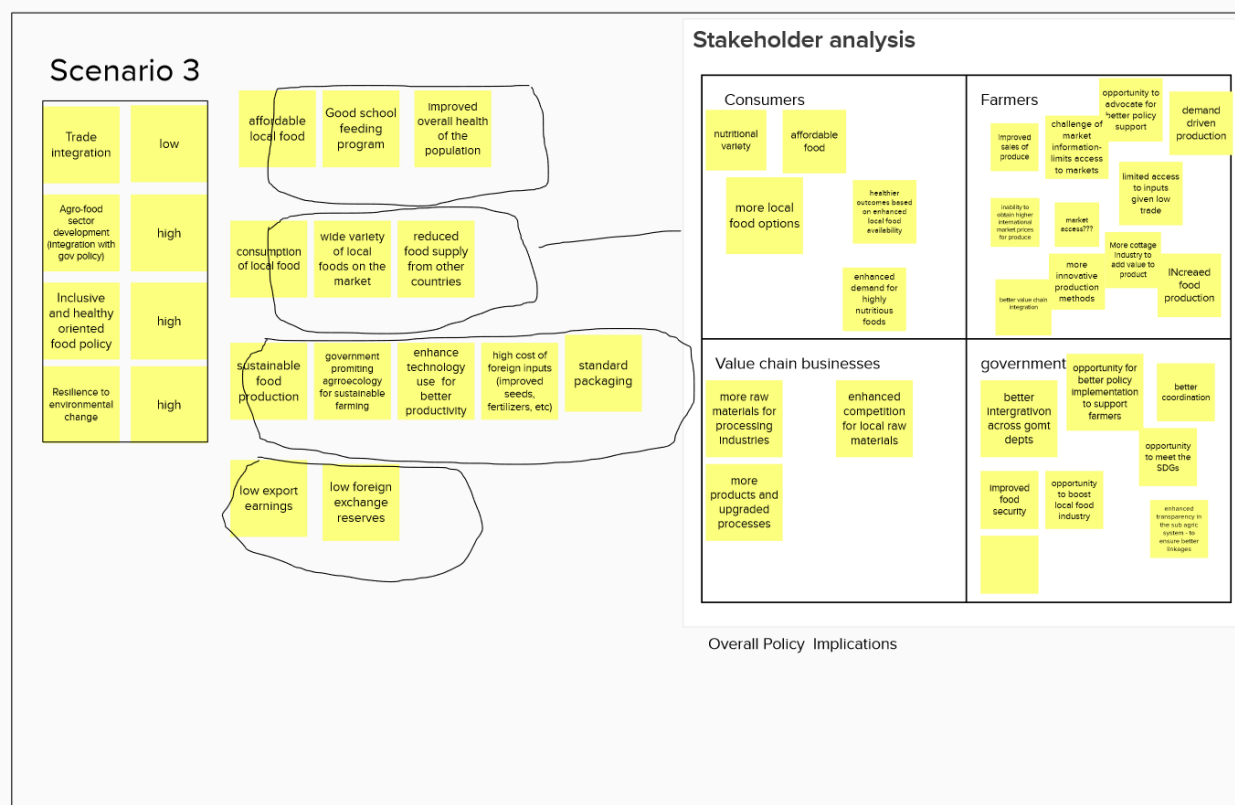 Scenario 3
Trade
integration
low
Agro-food
sector
development
(integration with
gov policy)
high
Inclusive
and healthy
oriented
food policy
high
Resilience to
environmental
change
high
affordable
local food
Good school
feeding
program
improved
overall health
of the
population
consumption
of local food
wide variety
of local
foods on the
market
reduced
food supply
from other
countries
sustainable
food
production
government
promiting
agroecology
for sustainable
farming
enhance
technology
use for
better
productivity
high cost of
foreign inputs
(improved
seeds,
fertilizers, etc)
standard
packaging
low export
earnings
low foreign
exchange
reserves
Stakeholder analysis
Consumers
nutritional
variety
affordable
food
more local
food options
healthier
outcomes based
on enhanced
local food
availability
enhanced
demand for
highly
nutritious
foods
Farmers
Improved
sales of
produce
challenge of
market
information-
limits access
to markets
opportunity to
advocate for
better policy
support
demand
driven
production
limited access
to inputs
given low
trade
inability to
obtain higher
international
market prices
for produce
market
access???
More cottage
industry to
add value to
product
more
innovative
production
methods
INcreaed
food
production
better value chain
integration
Value chain businesses
more raw
materials for
processing
industries
enhanced
competition
for local raw
materials
more
products and
upgraded
processes
government
better
intergrativon
across gomt
depts
opportunity for
better policy
implementation
to support
farmers
better
coordination
opportunity
to meet the
SDGs
improved
food
security
opportunity
to boost
local food
industry
enhanced
transparency in
the sub agric
system - to
ensure better
linkages
Overall Policy Implications